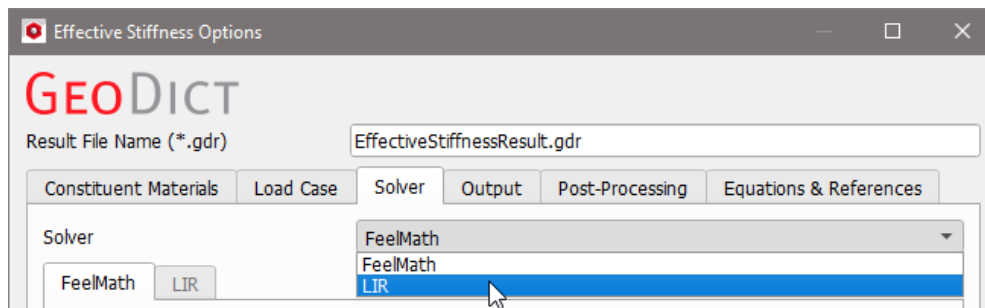 Effective Stiffness Options
GEODICT
Result File Name (*.gdr) EffectiveStiffnessResult.gdr
Constituent Materials Load Case Solver Output Post-Processing Equations & References
Solver FeelMath
FeelMath
FeelMath LIR LIR